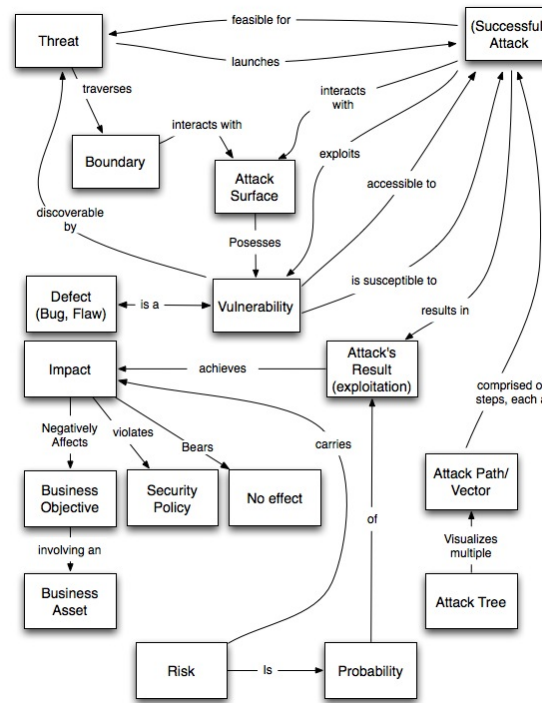 feasible for
Threat
(Successful)
Attack
launches
traverses
interacts
with
interacts with
Boundary
Attack
Surface
exploits
accessible to
discoverable
by
Posesses
is susceptible to
Defect
(Bug, Flaw)
is a
Vulnerability
results in
Impact
achieves
Attack's
Result
(exploitation)
comprised o
steps, each a
Negatively
Affects
violates
Bears
carries
Business
Objective
Security
Policy
No effect
Attack Path/
Vector
of
involving an
Visualizes
multiple
Business
Asset
Attack Tree
Risk
Is
Probability